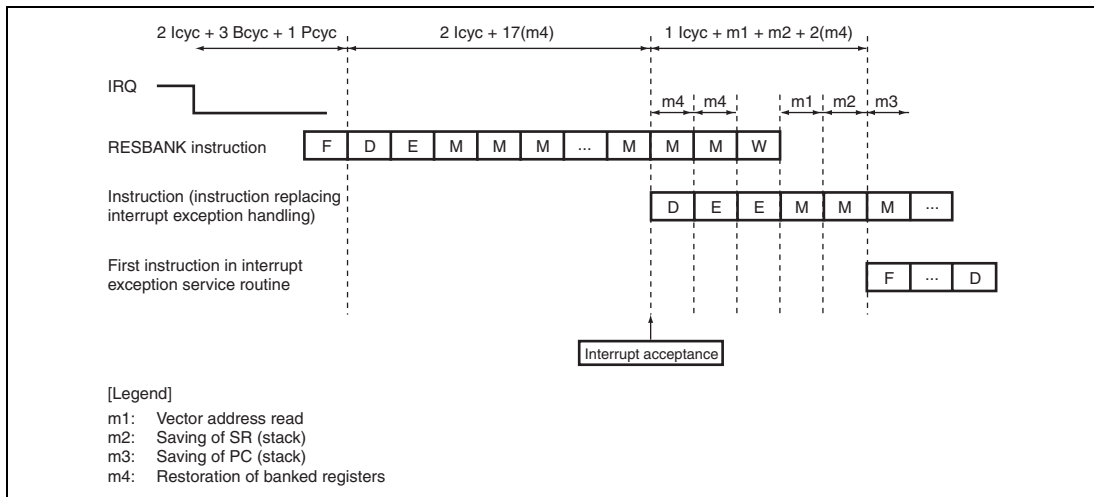 2 Icyc + 3 Bcyc + 1 Pcyc 2 Icyc + 17(m4) 1 Icyc + m1 + m2 + 2(m4)
IRQ
m4 m4 m1 m2 m3
RESBANK instruction F D E M M M ... M M M W
Instruction (instruction replacing
interrupt exception handling) D E E M M M ...
First instruction in interrupt
exception service routine F ... D
Interrupt acceptance
[Legend]
m1: Vector address read
m2: Saving of SR (stack)
m3: Saving of PC (stack)
m4: Restoration of banked registers